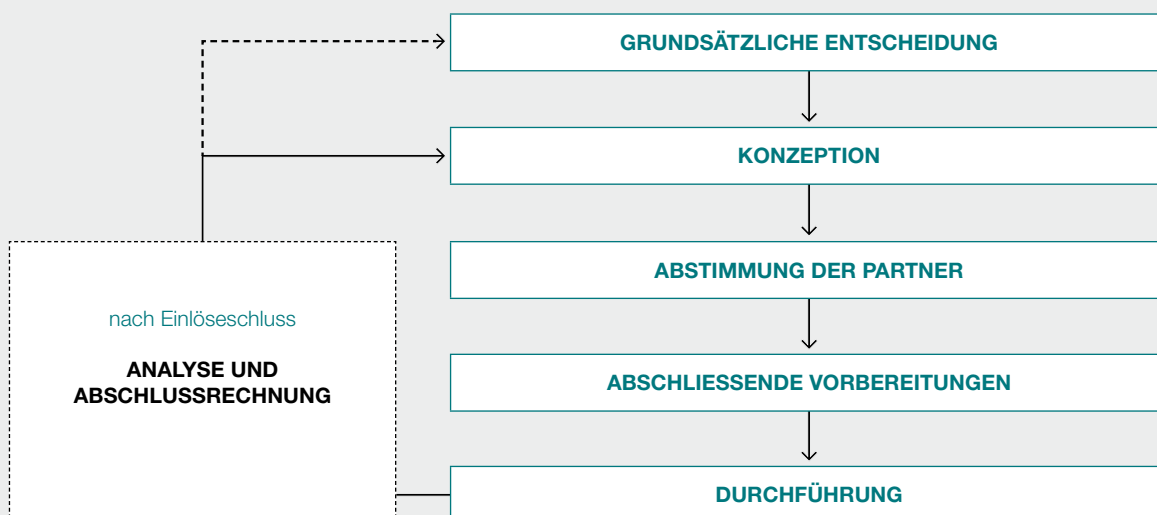 GRUNDSÄTZLICHE ENTSCHEIDUNG
KONZEPTION
ABSTIMMUNG DER PARTNER
nach Einlöseschluss
ANALYSE UND
ABSCHLUSSRECHNUNG
ABSCHLIESSENDE VORBEREITUNGEN
DURCHFÜHRUNG